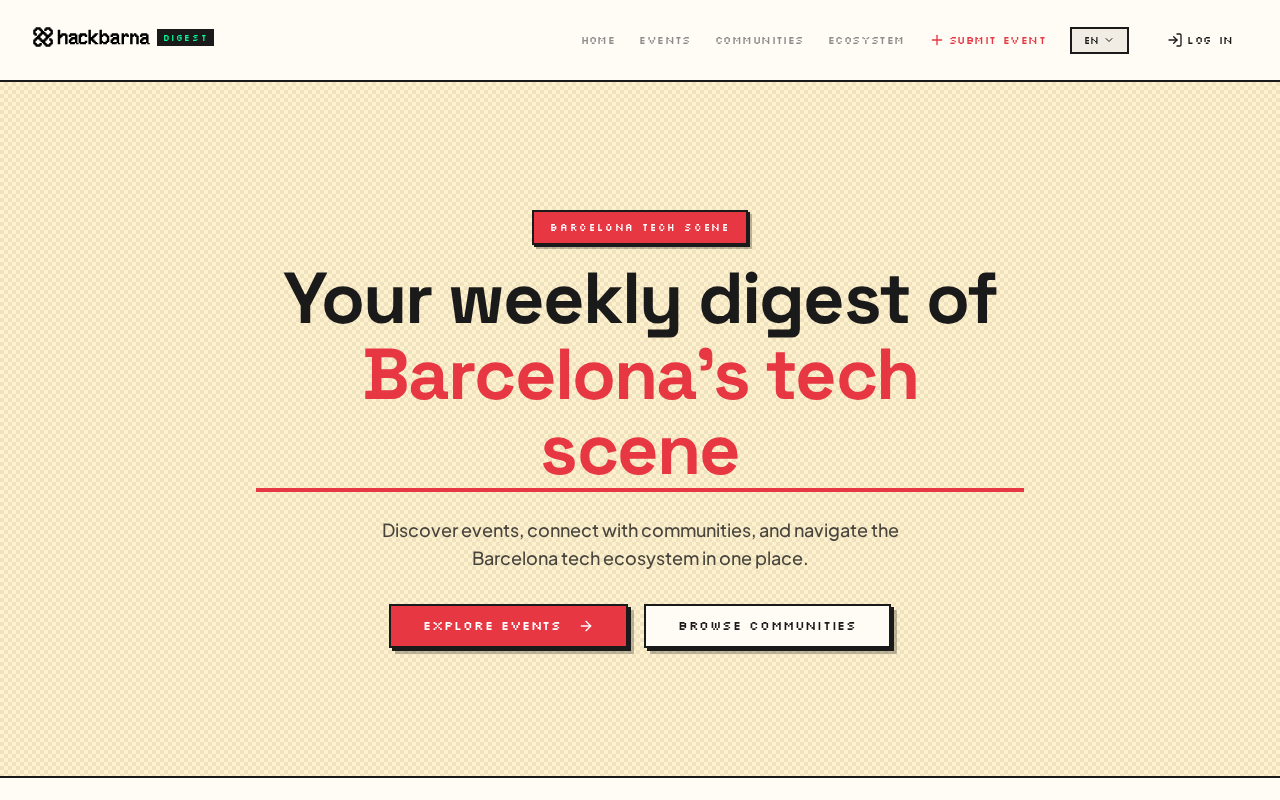 hackbarna DIGEST
HOME EVENTS COMMUNITIES ECOSYSTEM + SUBMIT EVENT EN LOG IN
BARCELONA TECH SCENE
Your weekly digest of
Barcelona’s tech
scene
Discover events, connect with communities, and navigate the
Barcelona tech ecosystem in one place.
EXPLORE EVENTS → BROWSE COMMUNITIES